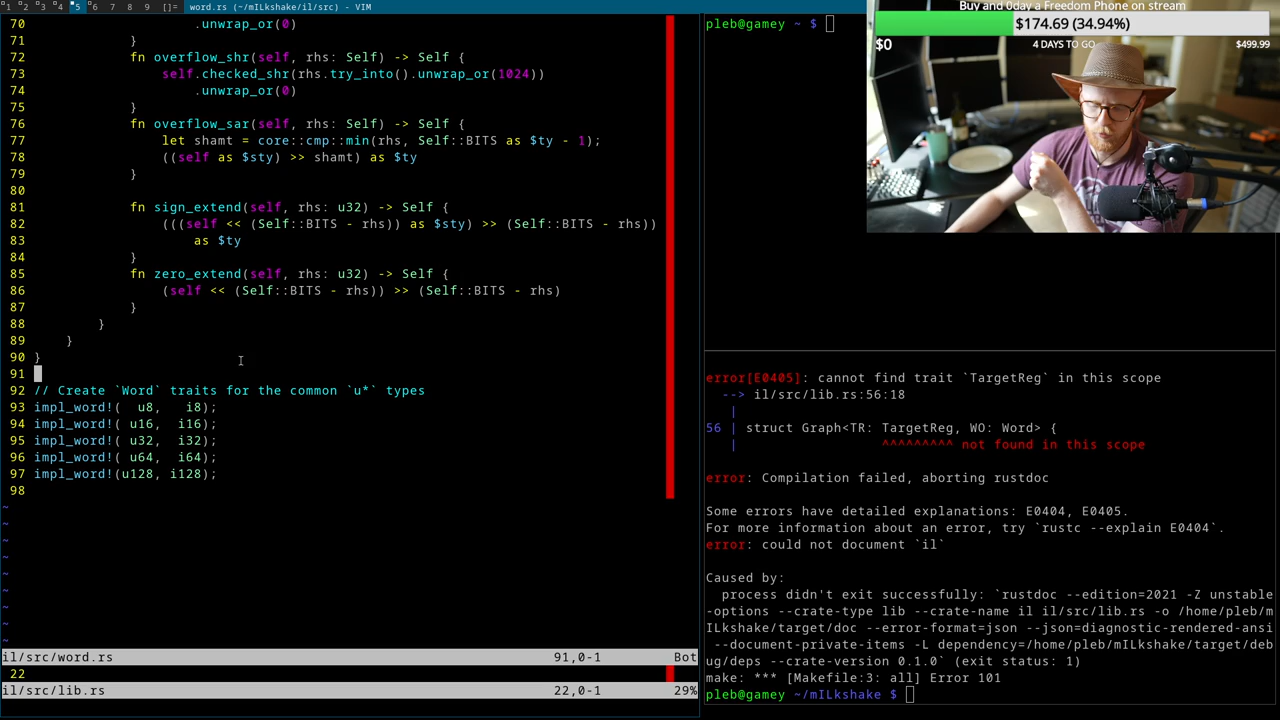 1 2 3 4 5 6 7 8 9 []= word.rs (~/mILkshake/il/src) - VIM
70 .unwrap_or(0)
71 }
72 fn overflow_shr(self, rhs: Self) -> Self {
73 self.checked_shr(rhs.try_into().unwrap_or(1024))
74 .unwrap_or(0)
75 }
76 fn overflow_sar(self, rhs: Self) -> Self {
77 let shamt = core::cmp::min(rhs, Self::BITS as $ty - 1);
78 ((self as $sty) >> shamt) as $ty
79 }
80
81 fn sign_extend(self, rhs: u32) -> Self {
82 (((self << (Self::BITS - rhs)) as $sty) >> (Self::BITS - rhs))
83 as $ty
84 }
85 fn zero_extend(self, rhs: u32) -> Self {
86 (self << (Self::BITS - rhs)) >> (Self::BITS - rhs)
87 }
88 }
89 }
90 }
91
92 // Create `Word` traits for the common `u*` types
93 impl_word!(  u8,   i8);
94 impl_word!( u16,  i16);
95 impl_word!( u32,  i32);
96 impl_word!( u64,  i64);
97 impl_word!(u128, i128);
98
~
~
~
~
~
~
~
~
~
il/src/word.rs 91,0-1 Bot
22
il/src/lib.rs 22,0-1 29%
pleb@gamey ~ $
Buy and 0day a Freedom Phone on stream
$174.69 (34.94%)
$0 4 DAYS TO GO $499.99
error[E0405]: cannot find trait `TargetReg` in this scope
--> il/src/lib.rs:56:18
|
56 | struct Graph<TR: TargetReg, WO: Word> {
| ^^^^^^^^^ not found in this scope
error: Compilation failed, aborting rustdoc
Some errors have detailed explanations: E0404, E0405.
For more information about an error, try `rustc --explain E0404`.
error: could not document `il`
Caused by:
process didn't exit successfully: `rustdoc --edition=2021 -Z unstable
-options --crate-type lib --crate-name il il/src/lib.rs -o /home/pleb/m
ILkshake/target/doc --error-format=json --json=diagnostic-rendered-ansi
--document-private-items -L dependency=/home/pleb/mILkshake/target/deb
ug/deps --crate-version 0.1.0` (exit status: 1)
make: *** [Makefile:3: all] Error 101
pleb@gamey ~/mILkshake $